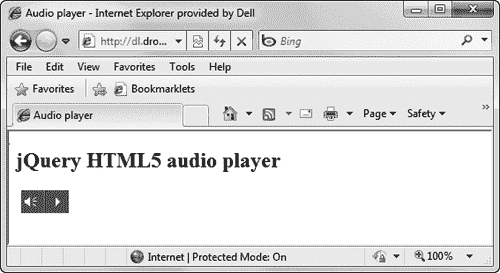 Audio player - Internet Explorer provided by Dell
http://dl.dro...
Bing
File Edit View Favorites Tools Help
Favorites Bookmarklets
Audio player Page Safety »
jQuery HTML5 audio player
Internet | Protected Mode: On 100%